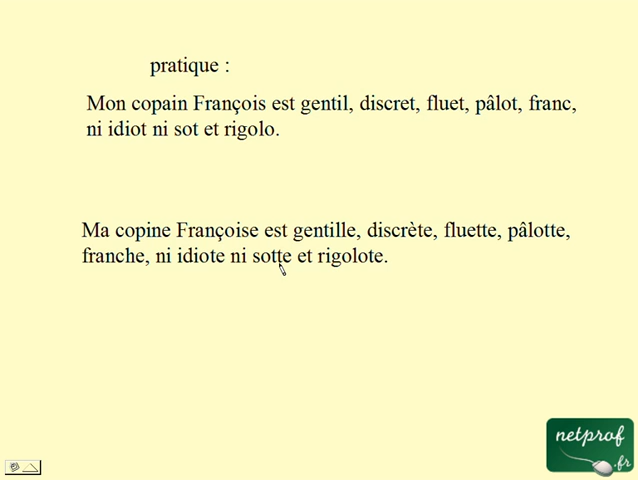 pratique :
Mon copain François est gentil, discret, fluet, pâlot, franc,
ni idiot ni sot et rigolo.
Ma copine Françoise est gentille, discrète, fluette, pâlotte,
franche, ni idiote ni sotte et rigolote.
netprof
.fr